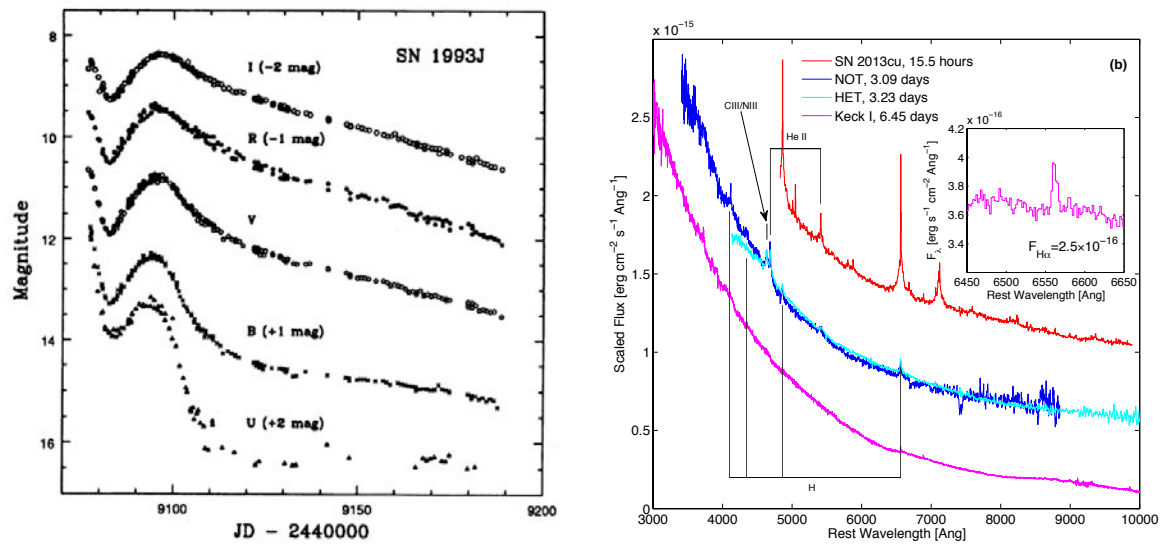 SN 1993J
I (-2 mag)
R (-1 mag)
V
B (+1 mag)
U (+2 mag)
8
10
12
14
16
Magnitude
9100
9150
9200
JD - 2440000
x 10⁻¹⁵
(b)
SN 2013cu, 15.5 hours
NOT, 3.09 days
HET, 3.23 days
Keck I, 6.45 days
CIII/NIII
He II
H
2.5
2
1.5
1
0.5
0
Scaled Flux [erg cm⁻² s⁻¹ Ang⁻¹]
3000 4000 5000 6000 7000 8000 9000 10000
Rest Wavelength [Ang]
x 10⁻¹⁶
4.2
4
3.8
3.6
3.4
F_λ [erg s⁻¹ cm⁻² Ang⁻¹]
F_Hα=2.5×10⁻¹⁶
6450 6500 6550 6600 6650
Rest Wavelength [Ang]